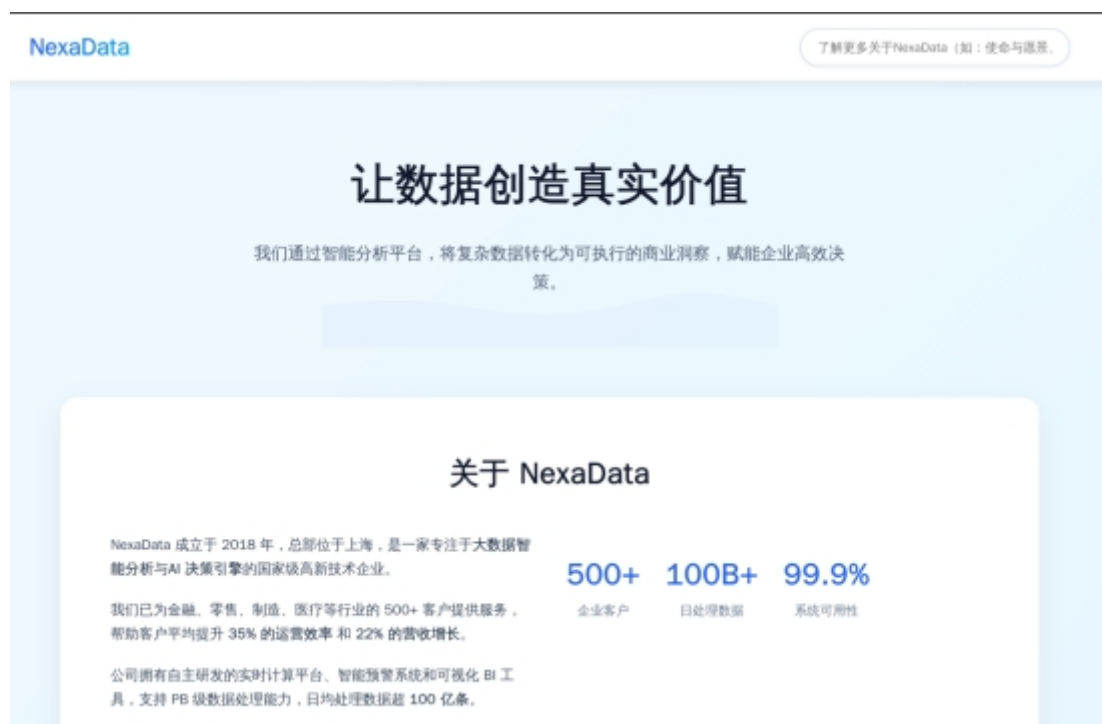 NexaData
了解更多关于NexaData（如：使命与愿景、
让数据创造真实价值
我们通过智能分析平台，将复杂数据转化为可执行的商业洞察，赋能企业高效决
策。
关于 NexaData
NexaData 成立于 2018 年，总部位于上海，是一家专注于大数据智
能分析与AI 决策引擎的国家级高新技术企业。
我们已为金融、零售、制造、医疗等行业的 500+ 客户提供服务，
帮助客户平均提升 35% 的运营效率 和 22% 的营收增长。
公司拥有自主研发的实时计算平台、智能预警系统和可视化 BI 工
具，支持 PB 级数据处理能力，日均处理数据超 100 亿条。
500+ 100B+ 99.9%
企业客户 日处理数据 系统可用性